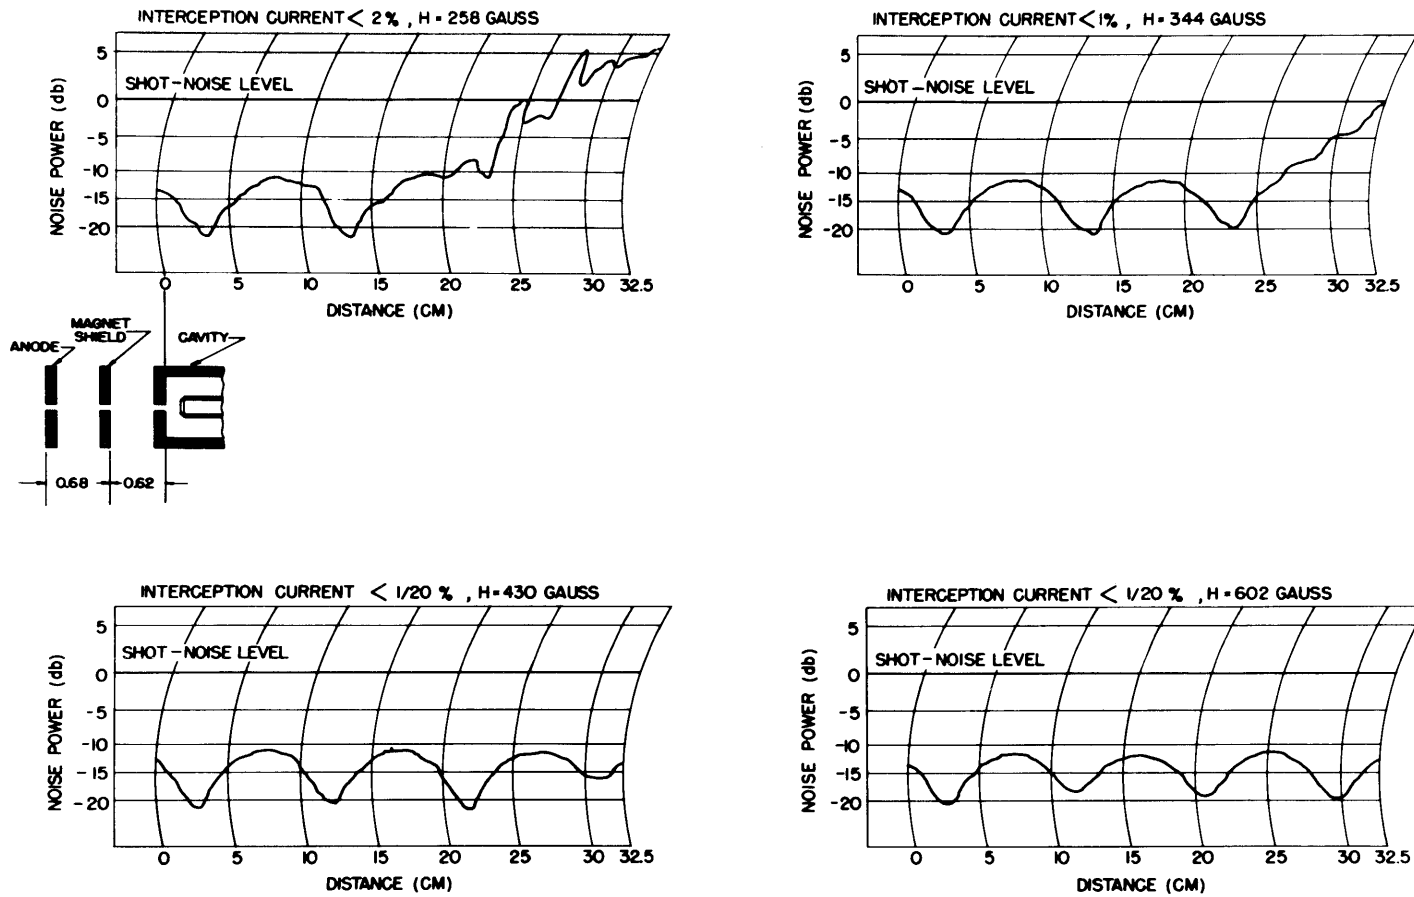 INTERCEPTION CURRENT < 2 % , H = 258 GAUSS
NOISE POWER (db)
5
0
-5
-10
-15
-20
SHOT-NOISE LEVEL
0 5 10 15 20 25 30 32.5
DISTANCE (CM)
INTERCEPTION CURRENT < 1% , H = 344 GAUSS
NOISE POWER (db)
5
0
-5
-10
-15
-20
SHOT-NOISE LEVEL
0 5 10 15 20 25 30 32.5
DISTANCE (CM)
ANODE
MAGNET
SHIELD
CAVITY
0.68
0.62
INTERCEPTION CURRENT < 1/20 % , H = 430 GAUSS
NOISE POWER (db)
5
0
-5
-10
-15
-20
SHOT-NOISE LEVEL
0 5 10 15 20 25 30 32.5
DISTANCE (CM)
INTERCEPTION CURRENT < 1/20 % , H = 602 GAUSS
NOISE POWER (db)
5
0
-5
-10
-15
-20
SHOT-NOISE LEVEL
0 5 10 15 20 25 30 32.5
DISTANCE (CM)